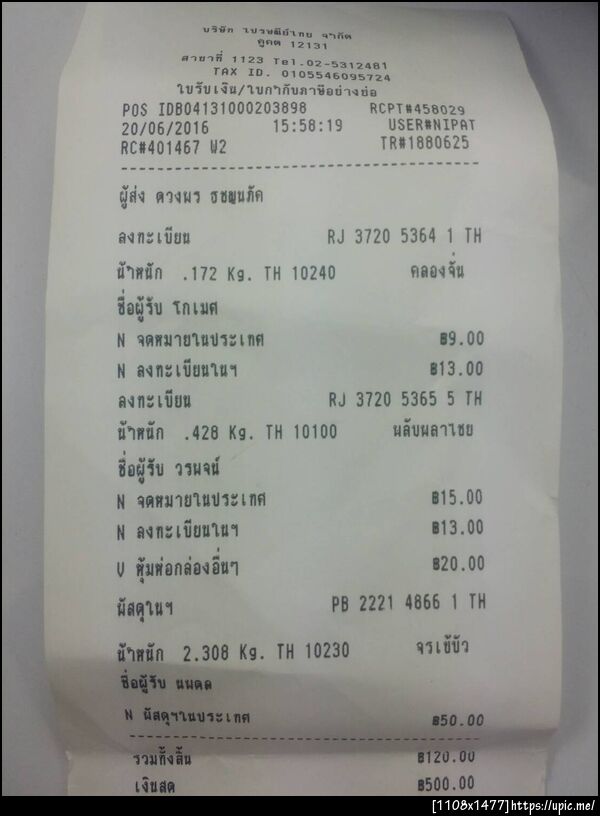 บริษัท ไปรษณีย์ไทย จำกัด
คูคต 12131
สาขาที่ 1123 Tel.02-5312481
TAX ID. 0105546095724
ใบรับเงิน/ใบกำกับภาษีอย่างย่อ
POS IDB04131000203898 RCPT#458029
20/06/2016 15:58:19 USER#NIPAT
RC#401467 W2 TR#1880625
ผู้ส่ง ดวงพร ธชญนภัค
ลงทะเบียน RJ 3720 5364 1 TH
น้ำหนัก .172 Kg. TH 10240 คลองจั่น
ชื่อผู้รับ โกเมศ
N จดหมายในประเทศ ฿9.00
N ลงทะเบียนในฯ ฿13.00
ลงทะเบียน RJ 3720 5365 5 TH
น้ำหนัก .428 Kg. TH 10100 พลับพลาไชย
ชื่อผู้รับ วรพจน์
N จดหมายในประเทศ ฿15.00
N ลงทะเบียนในฯ ฿13.00
V หุ้มห่อกล่องอื่นๆ ฿20.00
พัสดุในฯ PB 2221 4866 1 TH
น้ำหนัก 2.308 Kg. TH 10230 จรเข้บัว
ชื่อผู้รับ นพดล
N พัสดุฯในประเทศ ฿50.00
รวมทั้งสิ้น ฿120.00
เงินสด ฿500.00
[1108x1477]https://upic.me/